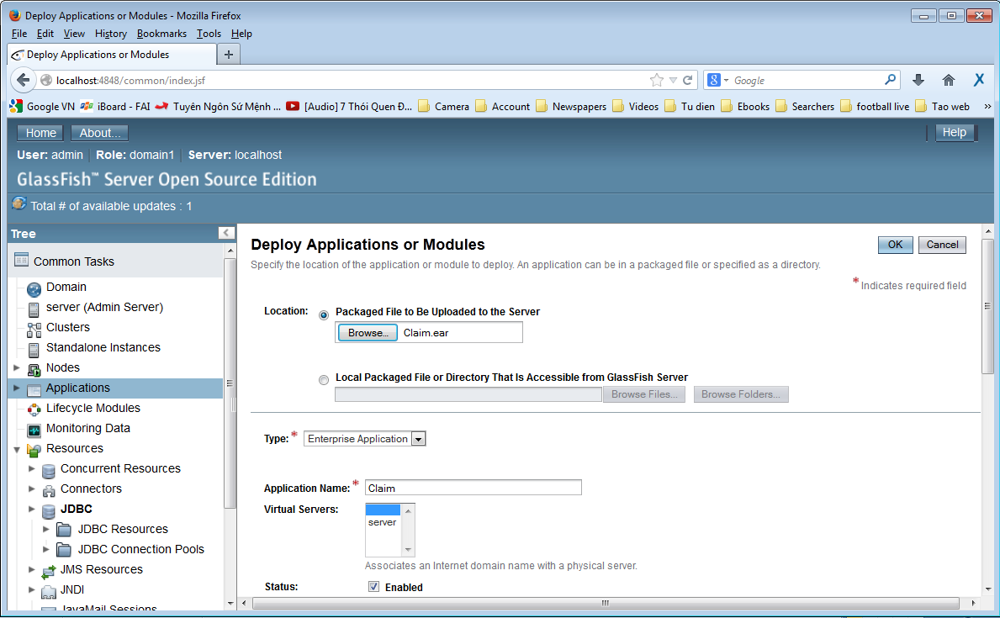 Deploy Applications or Modules - Mozilla Firefox
File Edit View History Bookmarks Tools Help
Deploy Applications or Modules
localhost:4848/common/index.jsf Google
Google VN iBoard - FAI Tuyên Ngôn Sứ Mệnh ... [Audio] 7 Thói Quen Đ... Camera Account Newspapers Videos Tu dien Ebooks Searchers football live Tao web »
Home About... Help
User: admin Role: domain1 Server: localhost
GlassFish™ Server Open Source Edition
Total # of available updates : 1
Tree
Common Tasks
Domain
server (Admin Server)
Clusters
Standalone Instances
Nodes
Applications
Lifecycle Modules
Monitoring Data
Resources
Concurrent Resources
Connectors
JDBC
JDBC Resources
JDBC Connection Pools
JMS Resources
JNDI
JavaMail Sessions
Deploy Applications or Modules
OK Cancel
Specify the location of the application or module to deploy. An application can be in a packaged file or specified as a directory.
* Indicates required field
Location: Packaged File to Be Uploaded to the Server
Browse... Claim.ear
Local Packaged File or Directory That Is Accessible from GlassFish Server
Browse Files... Browse Folders...
Type: * Enterprise Application
Application Name: * Claim
Virtual Servers:
server
Associates an Internet domain name with a physical server.
Status: Enabled